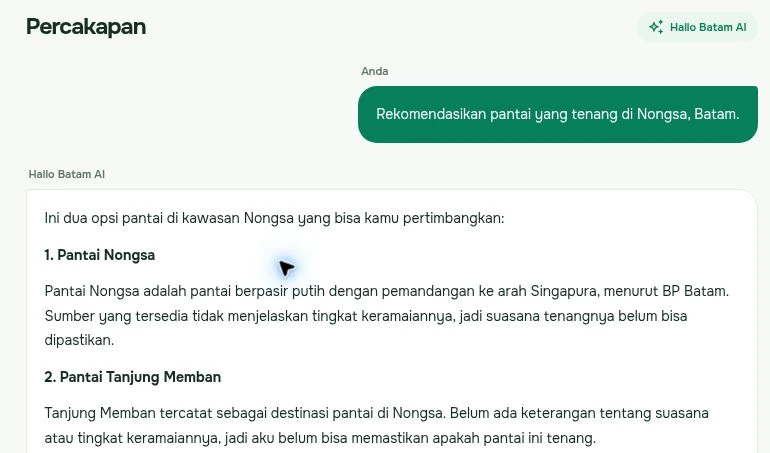 Percakapan
Hallo Batam AI
Anda
Rekomendasikan pantai yang tenang di Nongsa, Batam.
Hallo Batam AI
Ini dua opsi pantai di kawasan Nongsa yang bisa kamu pertimbangkan:
1. Pantai Nongsa
Pantai Nongsa adalah pantai berpasir putih dengan pemandangan ke arah Singapura, menurut BP Batam.
Sumber yang tersedia tidak menjelaskan tingkat keramaiannya, jadi suasana tenangnya belum bisa
dipastikan.
2. Pantai Tanjung Memban
Tanjung Memban tercatat sebagai destinasi pantai di Nongsa. Belum ada keterangan tentang suasana
atau tingkat keramaiannya, jadi aku belum bisa memastikan apakah pantai ini tenang.